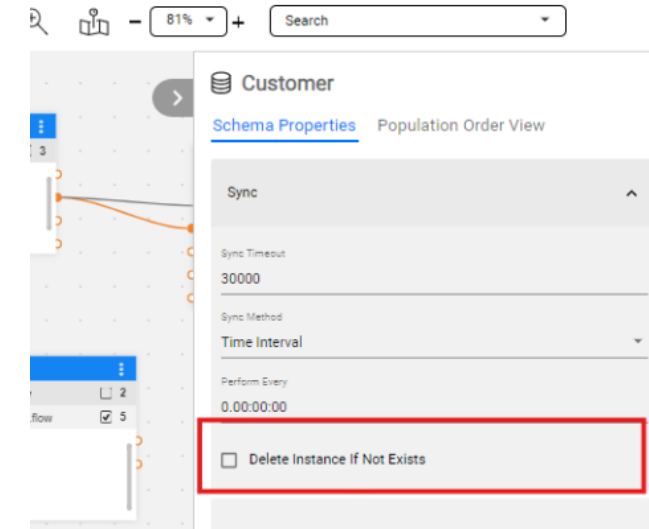 81%
Search
Customer
Schema Properties Population Order View
3
Sync
Sync Timeout
30000
Sync Method
Time Interval
2
Perform Every
flow 5
0.00:00:00
Delete Instance If Not Exists